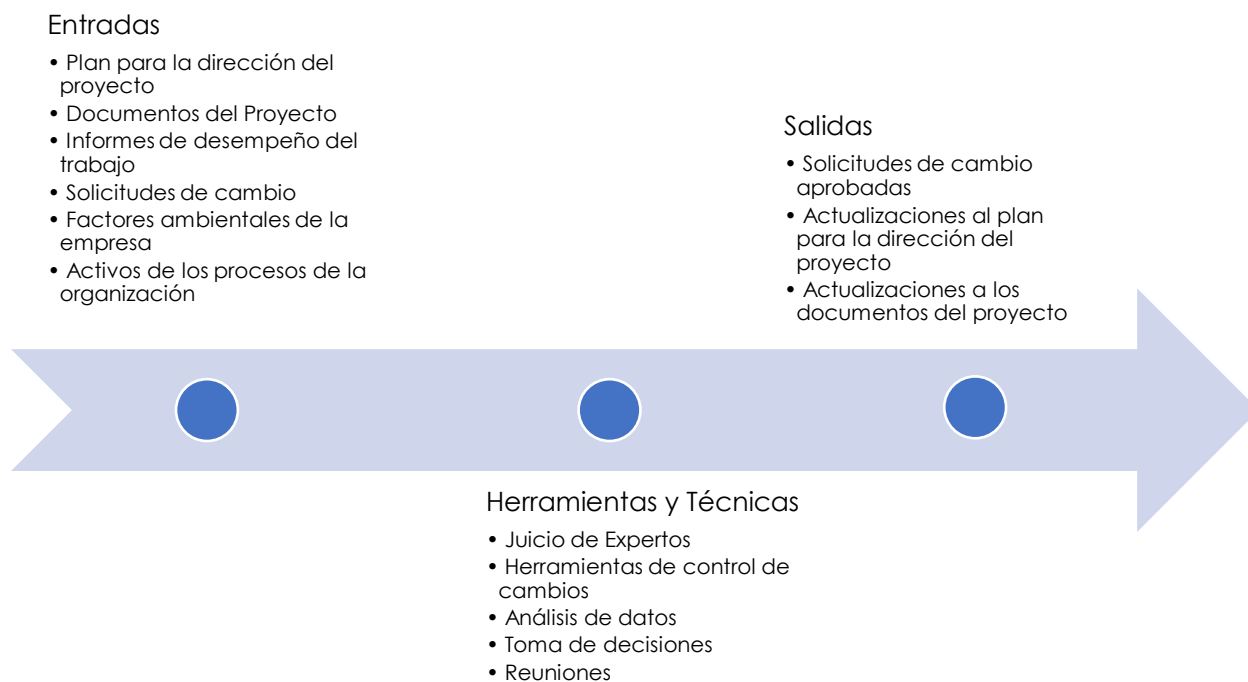 Entradas
• Plan para la dirección del
proyecto
• Documentos del Proyecto
• Informes de desempeño del
trabajo
• Solicitudes de cambio
• Factores ambientales de la
empresa
• Activos de los procesos de la
organización
Salidas
• Solicitudes de cambio
aprobadas
• Actualizaciones al plan
para la dirección del
proyecto
• Actualizaciones a los
documentos del proyecto
Herramientas y Técnicas
• Juicio de Expertos
• Herramientas de control de
cambios
• Análisis de datos
• Toma de decisiones
• Reuniones